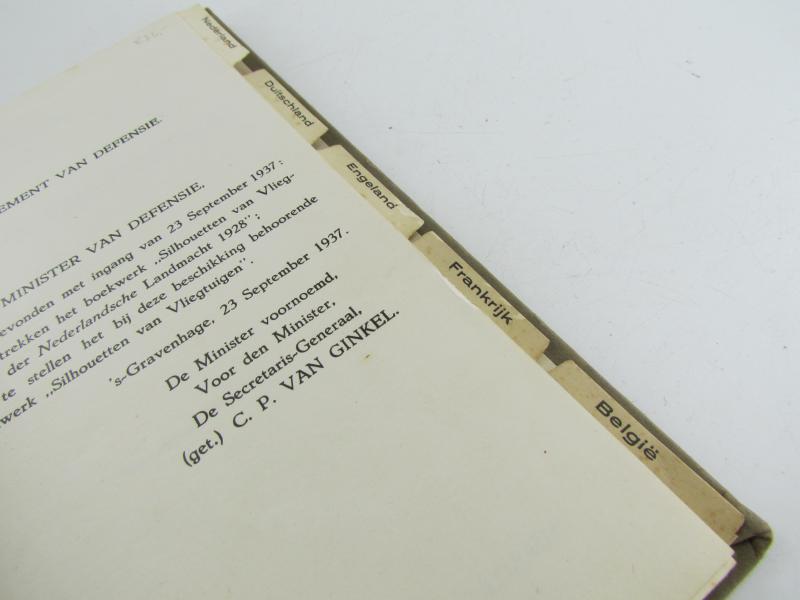 EMENT VAN DEFENSIE.
MINISTER VAN DEFENSIE.
evonden met ingang van 23 September 1937:
trekken het boekwerk „Silhouetten van Vlieg-
der Nederlandsche Landmacht 1928";
te stellen het bij deze beschikking behoorende
werk „Silhouetten van Vliegtuigen":
's-Gravenhage, 23 September 1937.
De Minister voornoemd,
Voor den Minister,
De Secretaris-Generaal,
(get.) C. P. VAN GINKEL.
Nederland
Duitschland
Engeland
Frankrijk
België